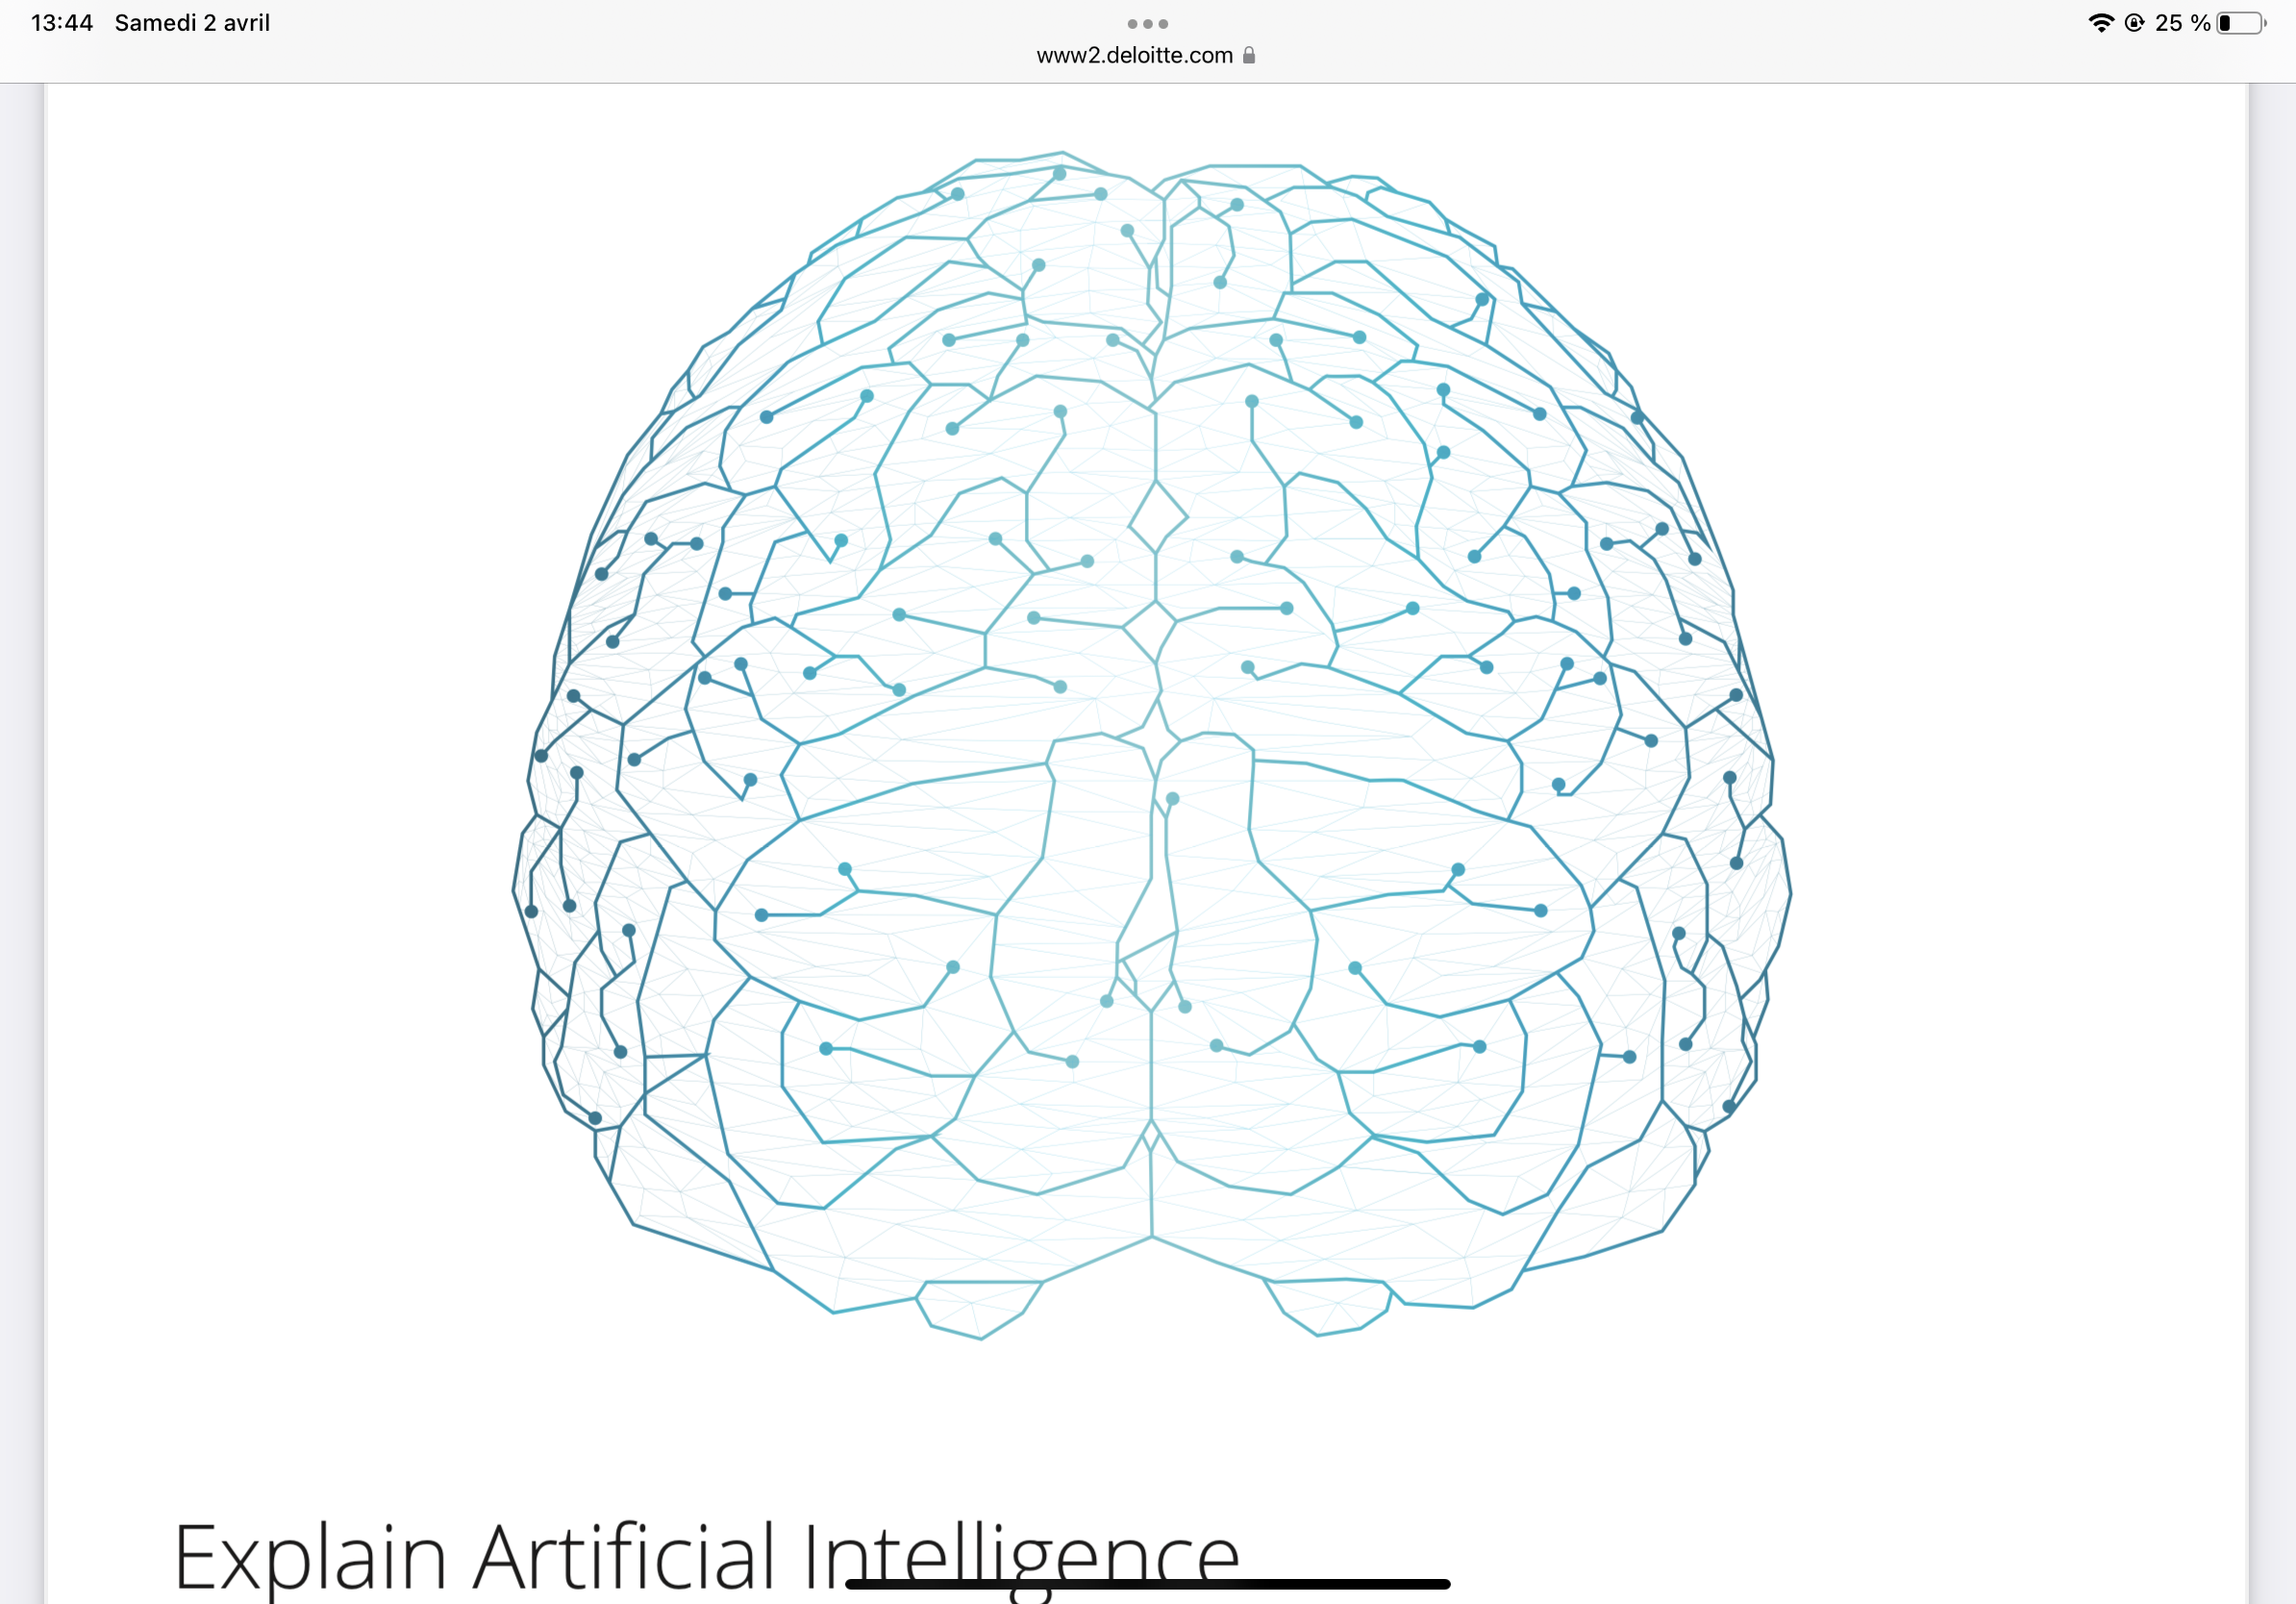 13:44 Samedi 2 avril
www2.deloitte.com
25 %
Explain Artificial Intelligence